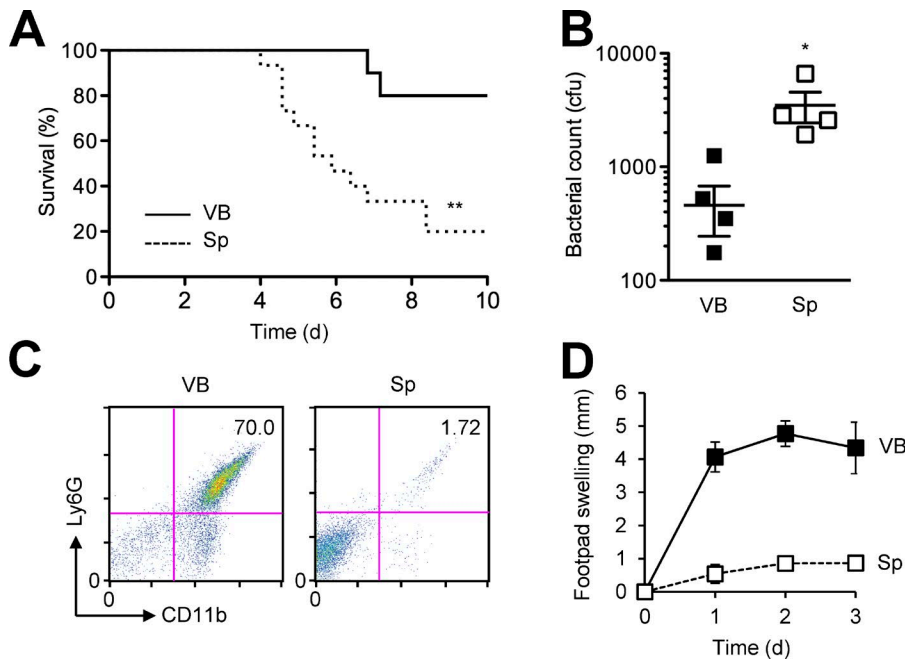 A
Survival (%)
100
80
60
40
20
0
VB
Sp
**
0
2
4
6
8
10
Time (d)
B
Bacterial count (cfu)
10000
1000
100
*
VB
Sp
C
VB
Sp
70.0
1.72
Ly6G
0
0
0
0
CD11b
D
Footpad swelling (mm)
6
5
4
3
2
1
0
VB
Sp
0
1
2
3
Time (d)